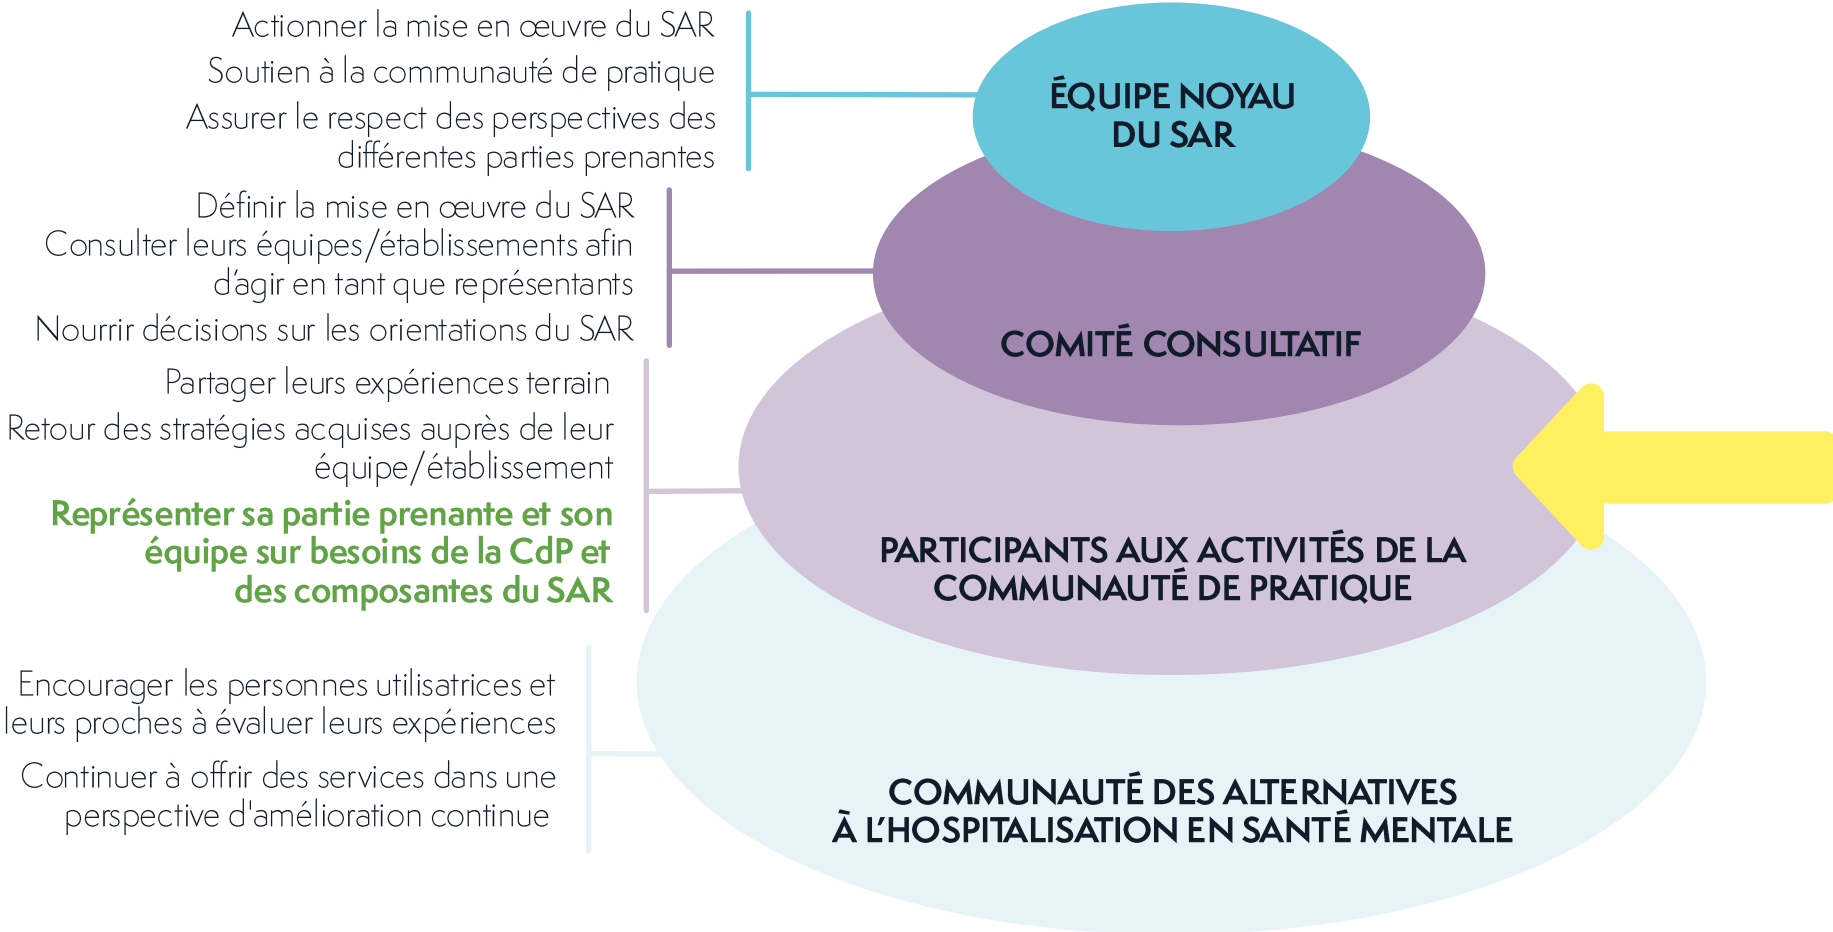 Actionner la mise en œuvre du SAR
Soutien à la communauté de pratique
Assurer le respect des perspectives des
différentes parties prenantes
ÉQUIPE NOYAU
DU SAR
Définir la mise en œuvre du SAR
Consulter leurs équipes/établissements afin
d’agir en tant que représentants
Nourrir décisions sur les orientations du SAR
COMITÉ CONSULTATIF
Partager leurs expériences terrain
Retour des stratégies acquises auprès de leur
équipe/établissement
Représenter sa partie prenante et son
équipe sur besoins de la CdP et
des composantes du SAR
PARTICIPANTS AUX ACTIVITÉS DE LA
COMMUNAUTÉ DE PRATIQUE
Encourager les personnes utilisatrices et
leurs proches à évaluer leurs expériences
Continuer à offrir des services dans une
perspective d'amélioration continue
COMMUNAUTÉ DES ALTERNATIVES
À L’HOSPITALISATION EN SANTÉ MENTALE